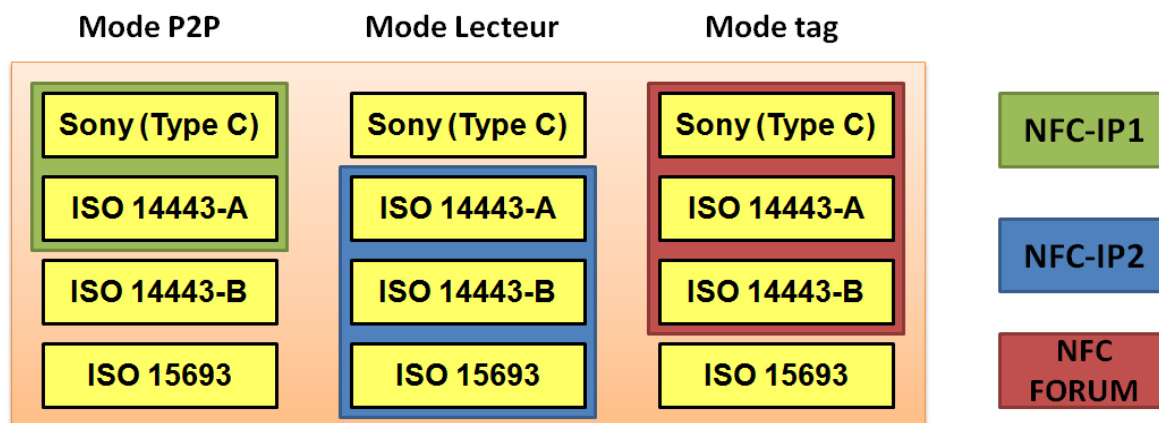 Mode P2P
Mode Lecteur
Mode tag
Sony (Type C)
Sony (Type C)
Sony (Type C)
NFC-IP1
ISO 14443-A
ISO 14443-A
ISO 14443-A
NFC-IP2
ISO 14443-B
ISO 14443-B
ISO 14443-B
ISO 15693
ISO 15693
ISO 15693
NFC
FORUM